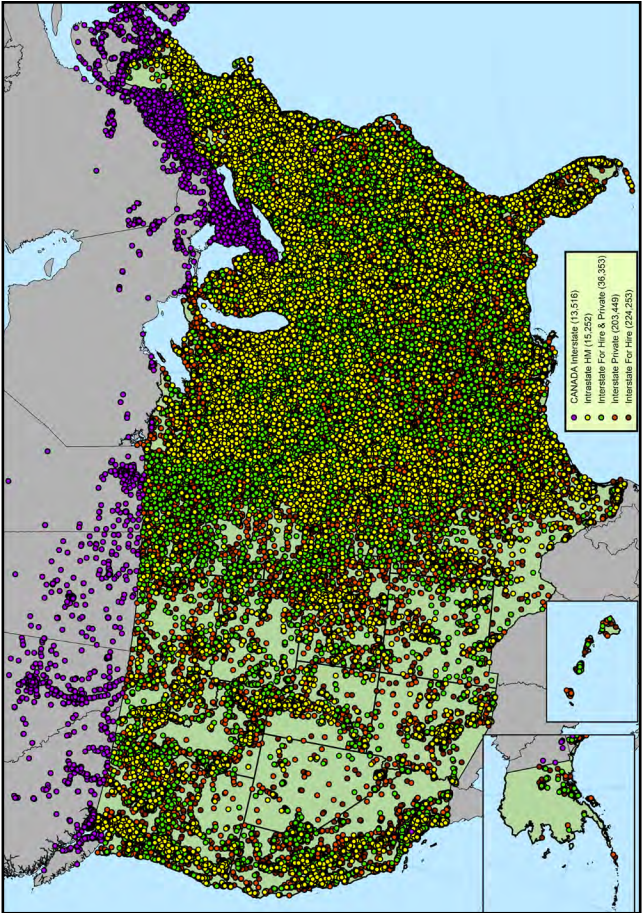 CANADA Interstate (13,516)
Intrastate HM (15,252)
Interstate For Hire & Private (36,353)
Interstate Private (203,449)
Interstate For Hire (224,253)